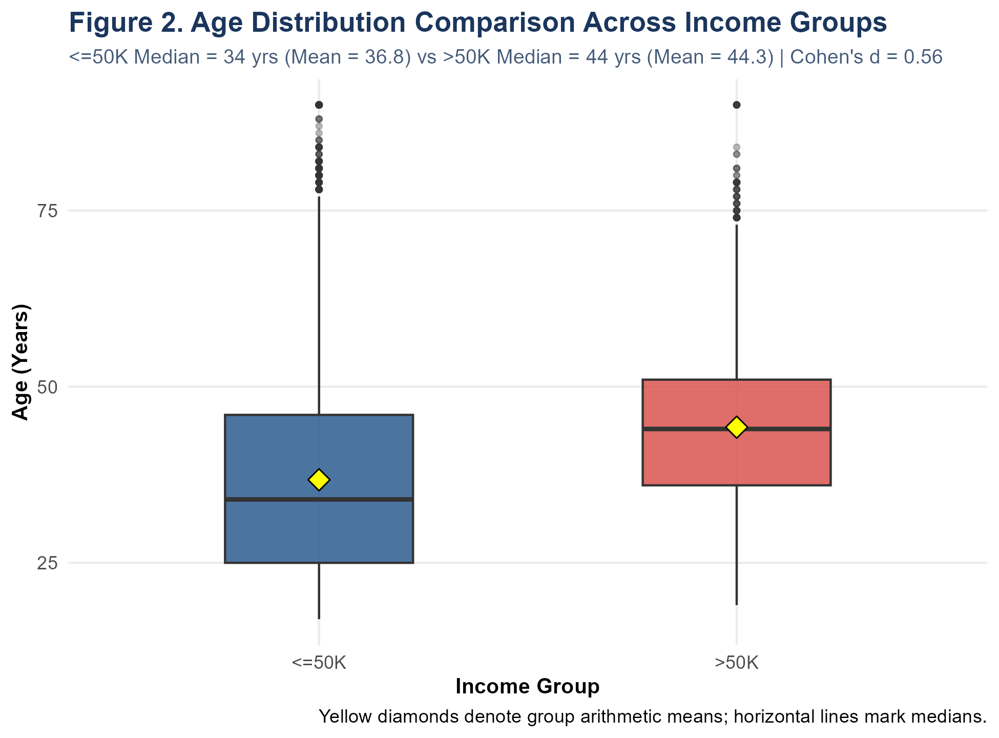 Figure 2. Age Distribution Comparison Across Income Groups
<=50K Median = 34 yrs (Mean = 36.8) vs >50K Median = 44 yrs (Mean = 44.3) | Cohen's d = 0.56
Age (Years)
75
50
25
<=50K
>50K
Income Group
Yellow diamonds denote group arithmetic means; horizontal lines mark medians.